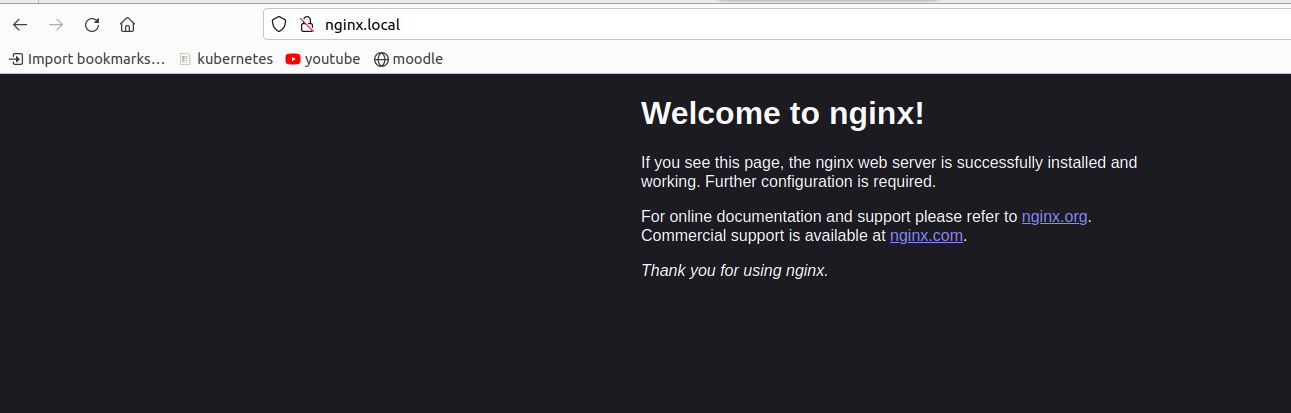 nginx.local
Import bookmarks…
kubernetes
youtube
moodle
Welcome to nginx!
If you see this page, the nginx web server is successfully installed and
working. Further configuration is required.
For online documentation and support please refer to nginx.org.
Commercial support is available at nginx.com.
Thank you for using nginx.